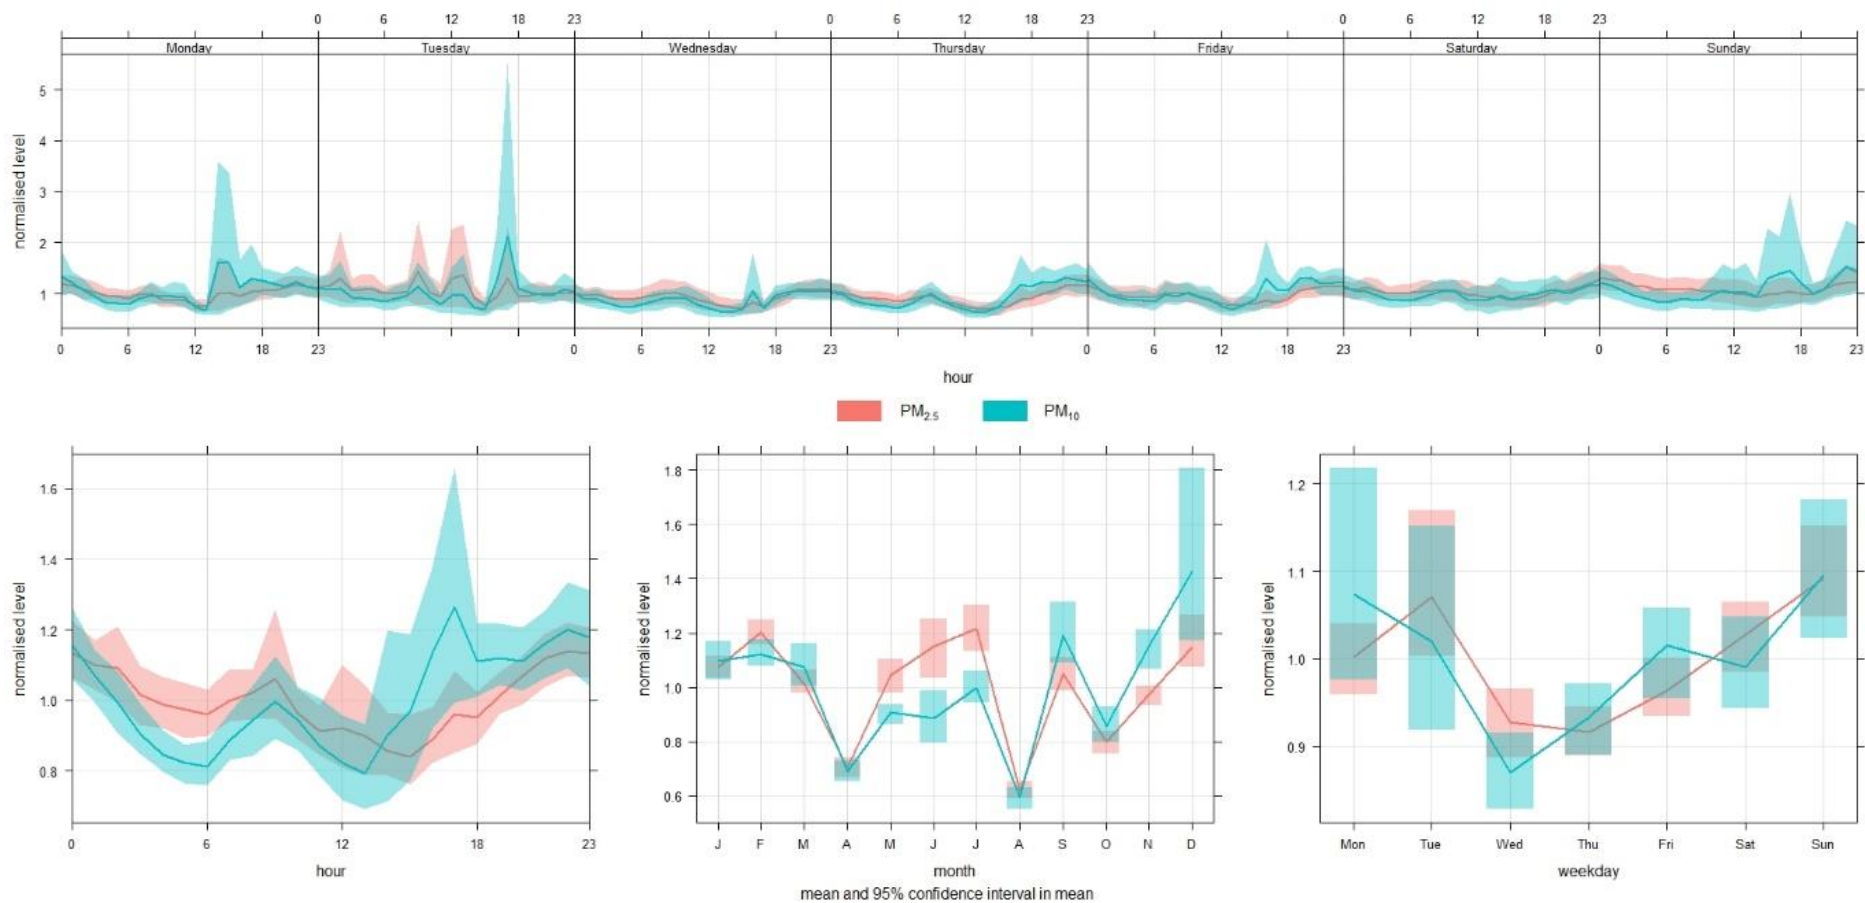 0 6 12 18 23 0 6 12 18 23 0 6 12 18 23
Monday Tuesday Wednesday Thursday Friday Saturday Sunday
normalised level
5
4
3
2
1
0 6 12 18 23 0 6 12 18 23 0 6 12 18 23 0 6 12 18 23
hour
PM2.5 PM10
normalised level
1.6
1.4
1.2
1.0
0.8
0 6 12 18 23
hour
normalised level
1.8
1.6
1.4
1.2
1.0
0.8
0.6
J F M A M J J A S O N D
month
mean and 95% confidence interval in mean
normalised level
1.2
1.1
1.0
0.9
Mon Tue Wed Thu Fri Sat Sun
weekday